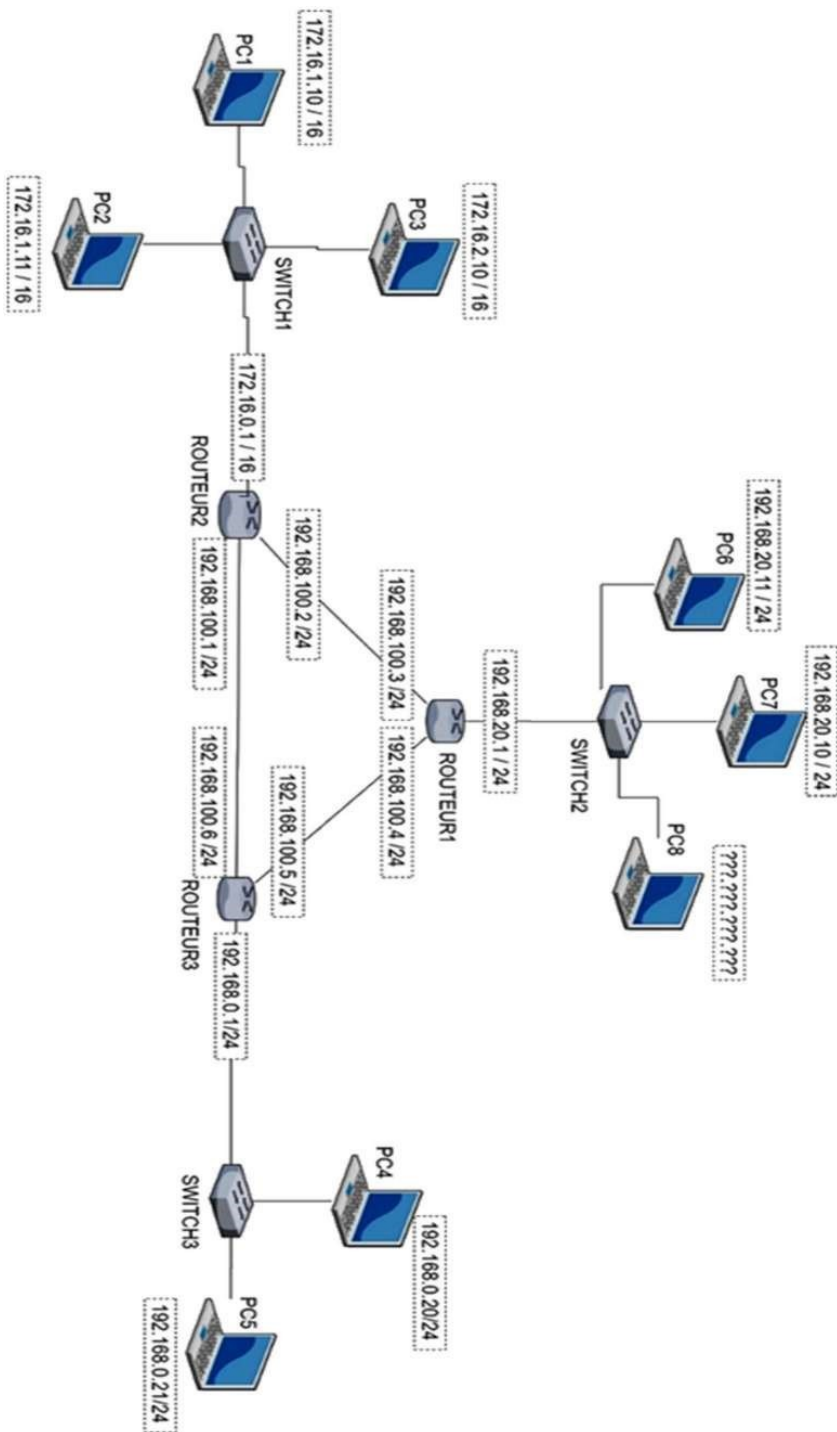 192.168.20.10 / 24
PC7
192.168.20.11 / 24
PC6
???.???.???.???
PC8
SWITCH2
192.168.20.1 / 24
ROUTEUR1
172.16.2.10 / 16
PC3
192.168.100.3 /24
192.168.100.4 /24
PC4
192.168.0.20/24
172.16.1.10 / 16
PC1
SWITCH1
172.16.0.1 / 16
192.168.100.2 /24
192.168.100.5 /24
192.168.0.1/24
ROUTEUR2
192.168.100.1 /24
192.168.100.6 /24
ROUTEUR3
SWITCH3
PC5
192.168.0.21/24
PC2
172.16.1.11 / 16